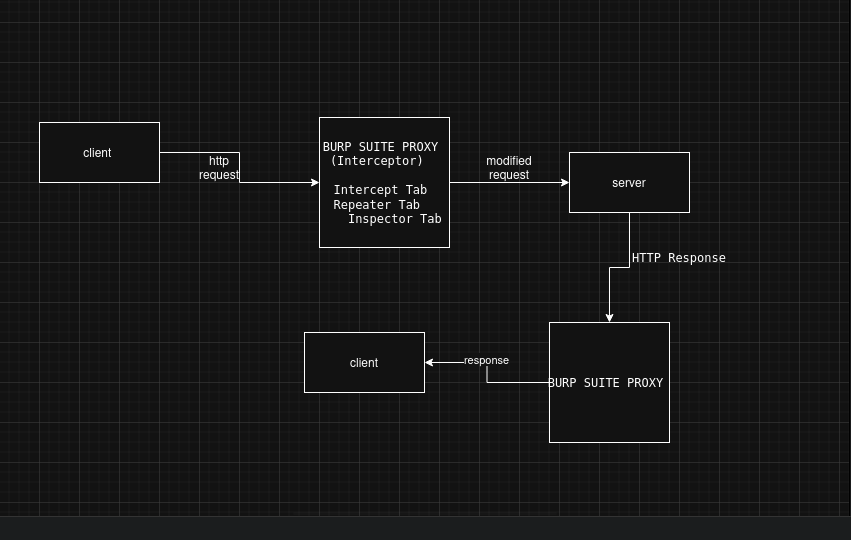 client
http
request
BURP SUITE PROXY
(Interceptor)
Intercept Tab
Repeater Tab
Inspector Tab
modified
request
server
HTTP Response
client
response
BURP SUITE PROXY